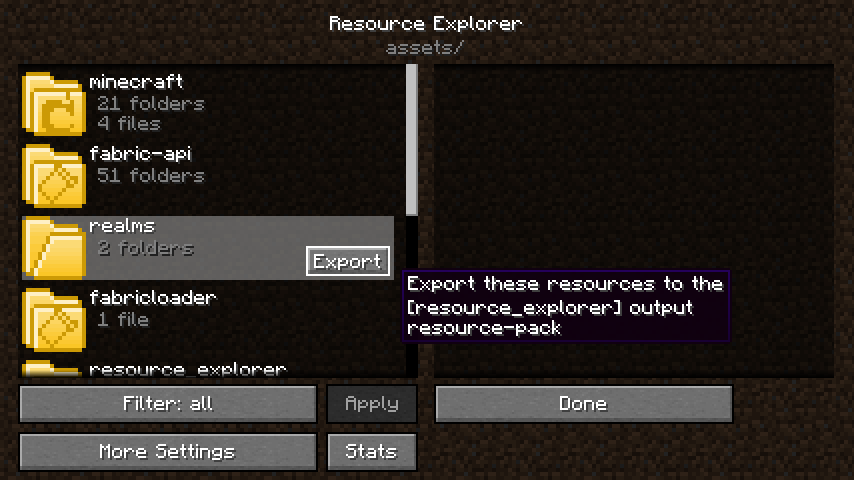 Resource Explorer
assets/
minecraft
21 folders
4 files
fabric-api
51 folders
realms
2 folders
Export
Export these resources to the
[resource_explorer] output
resource-pack
fabricloader
1 file
resource_explorer
Filter: all
Apply
Done
More Settings
Stats